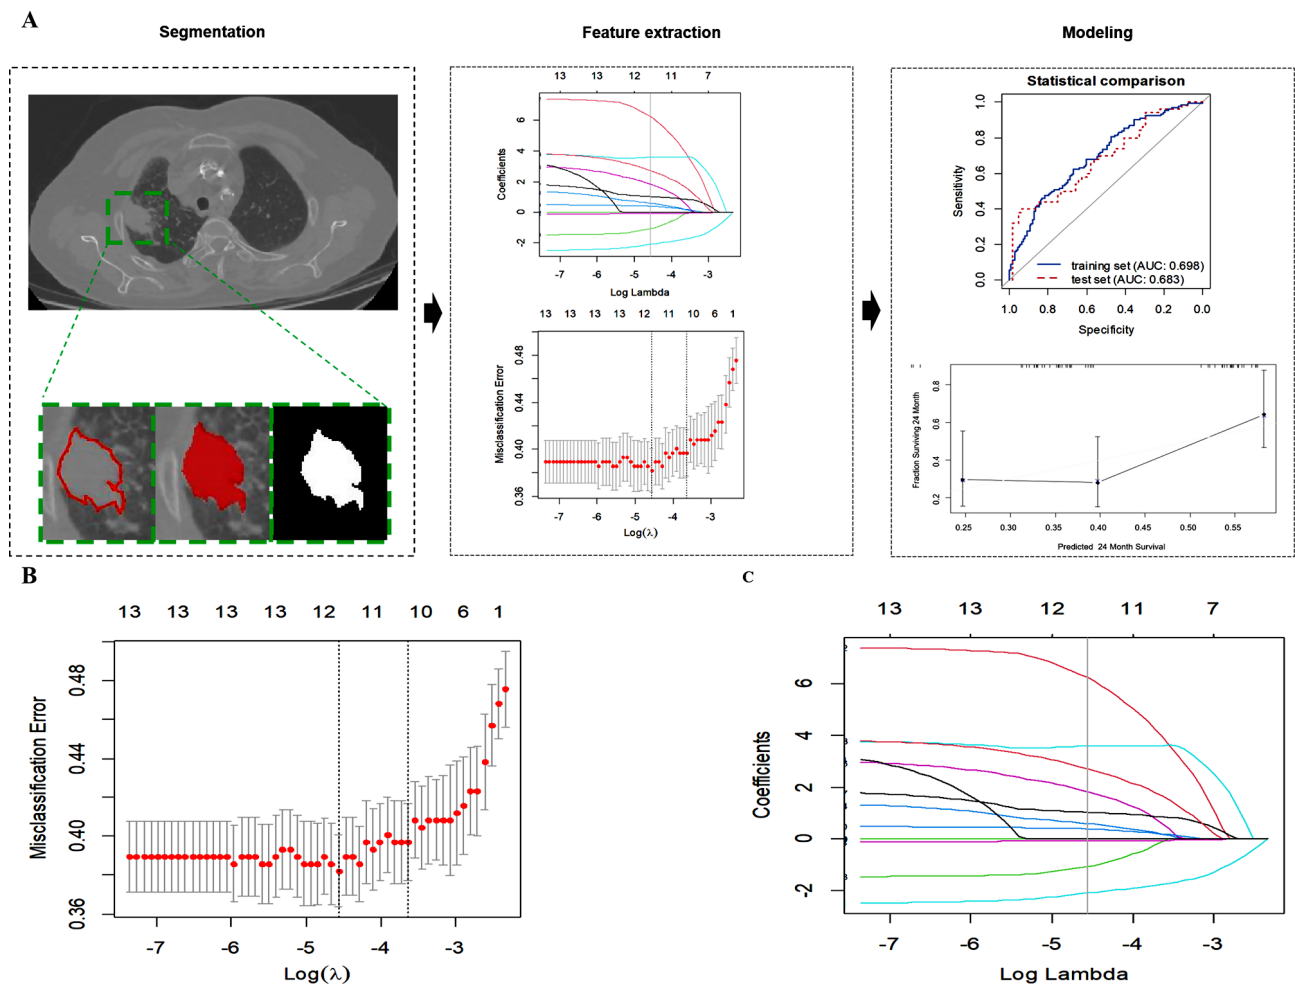 A
Segmentation
Feature extraction
Modeling
13 13 12 11 7
Coefficients
6
4
2
0
-2
-7 -6 -5 -4 -3
Log Lambda
13 13 13 13 12 11 10 6 1
Misclassification Error
0.48
0.44
0.40
0.36
-7 -6 -5 -4 -3
Log(λ)
Statistical comparison
Sensitivity
1.0
0.8
0.6
0.4
0.2
0.0
training set (AUC: 0.698)
test set (AUC: 0.683)
1.0 0.8 0.6 0.4 0.2 0.0
Specificity
Fraction Surviving 24 Month
0.8
0.6
0.4
0.2
0.25 0.30 0.35 0.40 0.45 0.50 0.55
Predicted 24 Month Survival
B
13 13 13 13 12 11 10 6 1
Misclassification Error
0.48
0.44
0.40
0.36
-7 -6 -5 -4 -3
Log(λ)
C
13 13 12 11 7
Coefficients
6
4
2
0
-2
-7 -6 -5 -4 -3
Log Lambda